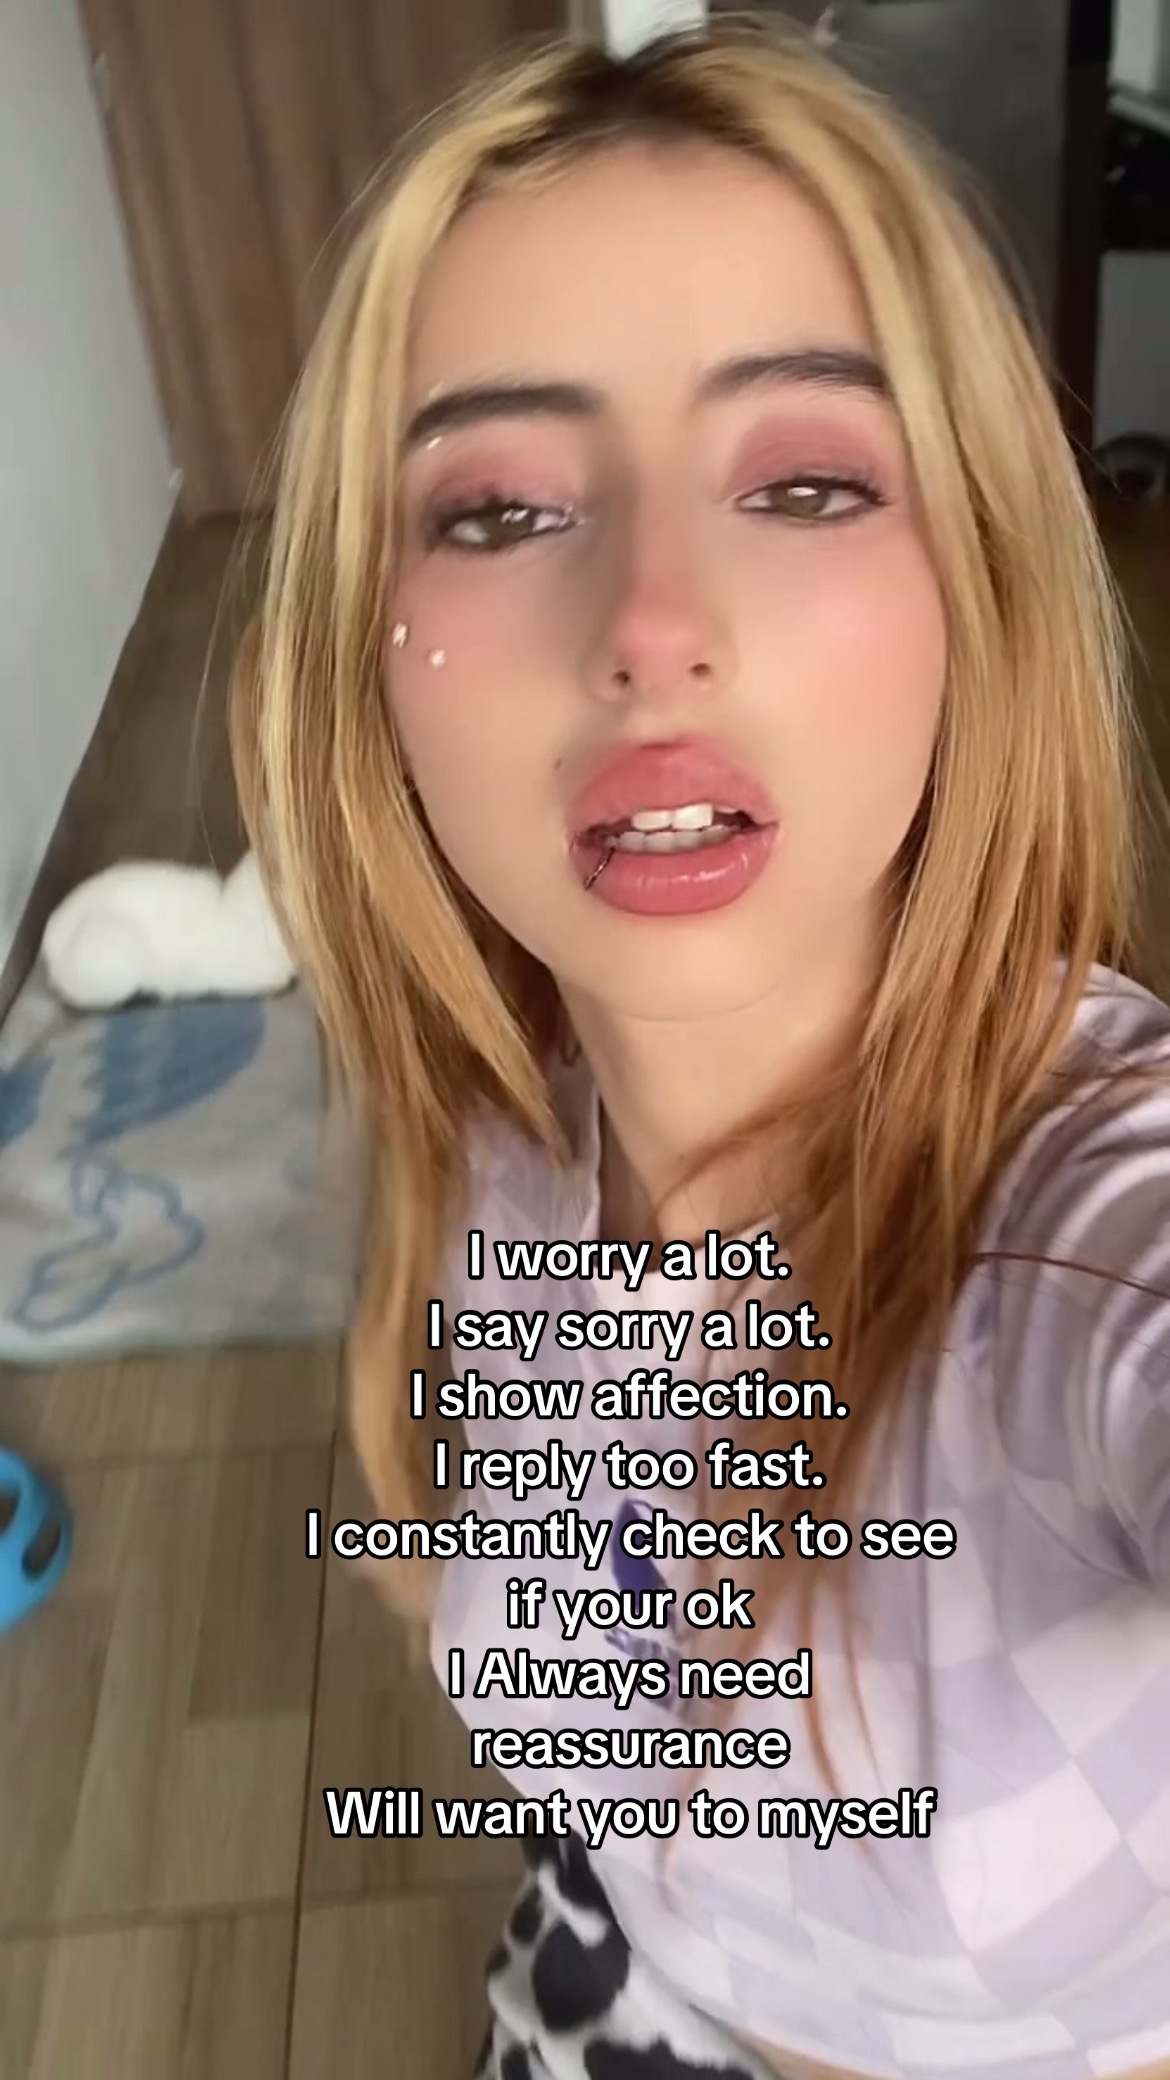 I worry a lot.
I say sorry a lot.
I show affection.
I reply too fast.
I constantly check to see
if your ok
I Always need
reassurance
Will want you to myself